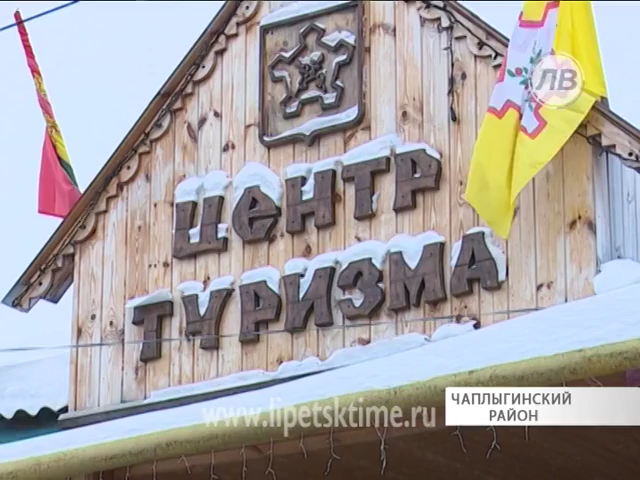 ЛВ
ЦЕНТР
ТУРИЗМА
ЧАПЛЫГИНСКИЙ
РАЙОН
www.lipetsktime.ru